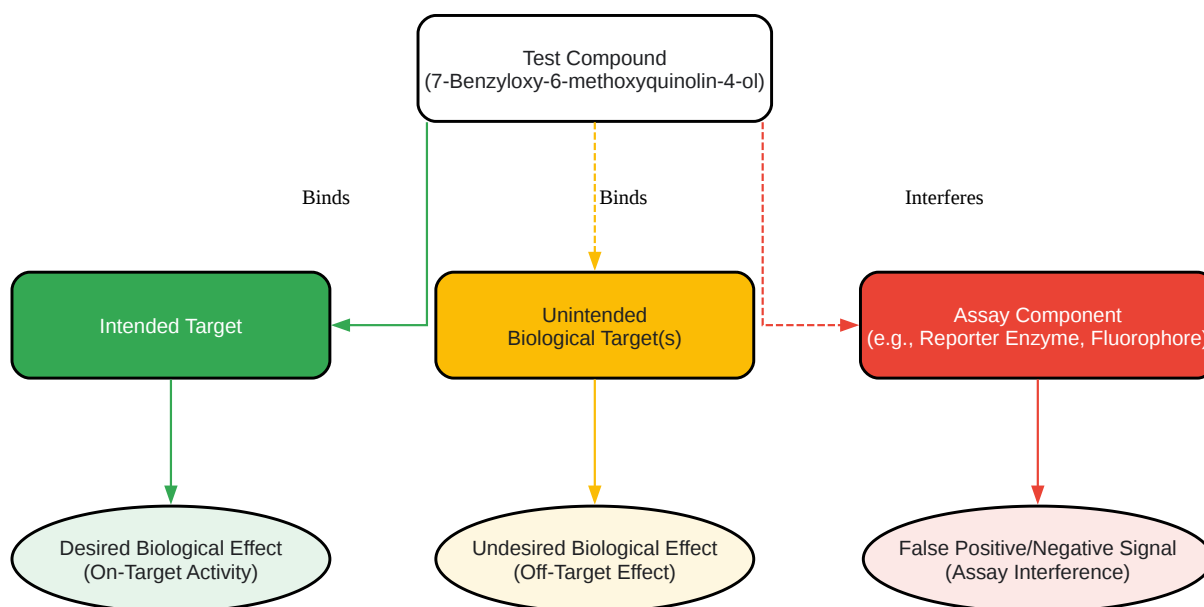 Test Compound
(7-Benzyloxy-6-methoxyquinolin-4-ol)
Binds
Binds
Interferes
Intended Target
Unintended
Biological Target(s)
Assay Component
(e.g., Reporter Enzyme, Fluorophore)
Desired Biological Effect
(On-Target Activity)
Undesired Biological Effect
(Off-Target Effect)
False Positive/Negative Signal
(Assay Interference)